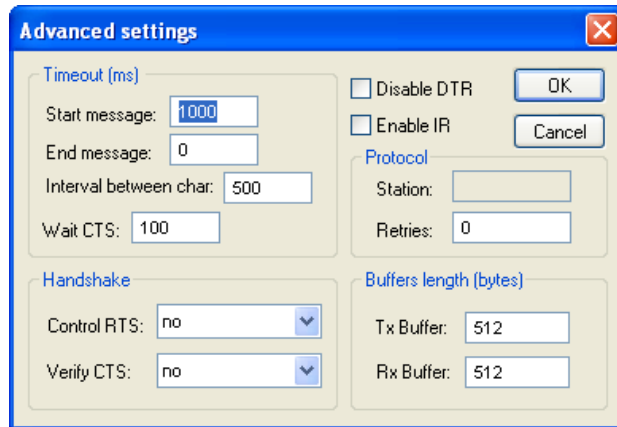 Advanced settings
Timeout (ms)
Start message: 1000
End message: 0
Interval between char: 500
Wait CTS: 100
Disable DTR
Enable IR
OK
Cancel
Protocol
Station:
Retries: 0
Handshake
Control RTS: no
Verify CTS: no
Buffers length (bytes)
Tx Buffer: 512
Rx Buffer: 512